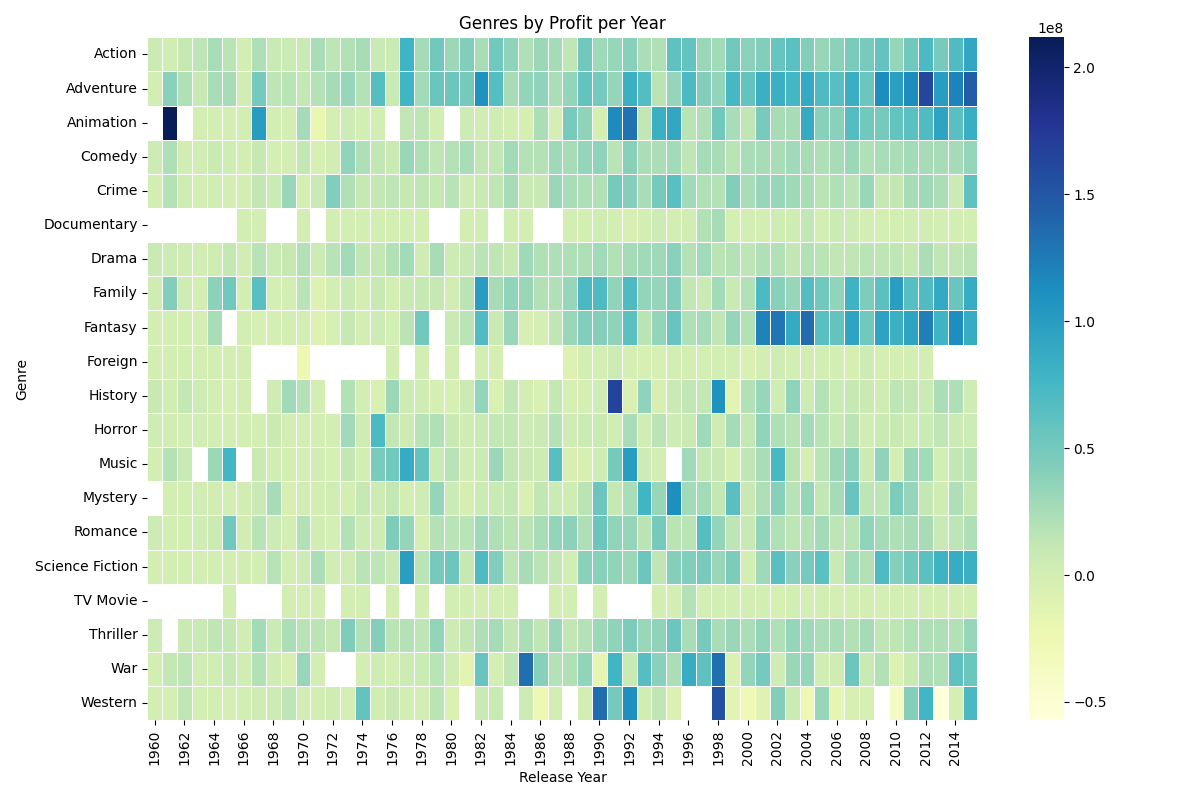 Genres by Profit per Year
1e8
Action
Adventure
Animation
Comedy
Crime
Documentary
Drama
Family
Fantasy
Foreign
History
Horror
Music
Mystery
Romance
Science Fiction
TV Movie
Thriller
War
Western
Genre
1960 1962 1964 1966 1968 1970 1972 1974 1976 1978 1980 1982 1984 1986 1988 1990 1992 1994 1996 1998 2000 2002 2004 2006 2008 2010 2012 2014
Release Year
2.0
1.5
1.0
0.5
0.0
−0.5